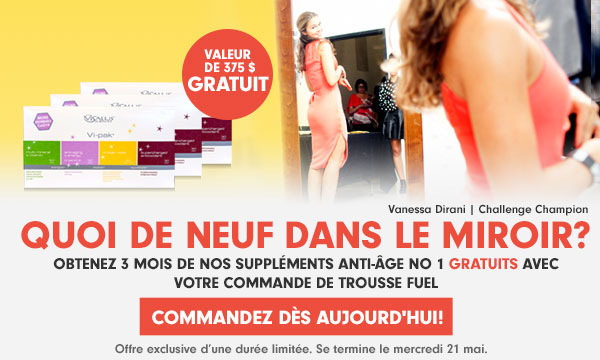 VALEUR
DE 375 $
GRATUIT
Vi-pak
Vanessa Dirani | Challenge Champion
QUOI DE NEUF DANS LE MIROIR?
OBTENEZ 3 MOIS DE NOS SUPPLÉMENTS ANTI-ÂGE NO 1 GRATUITS AVEC
VOTRE COMMANDE DE TROUSSE FUEL
COMMANDEZ DÈS AUJOURD'HUI!
Offre exclusive d'une durée limitée. Se termine le mercredi 21 mai.